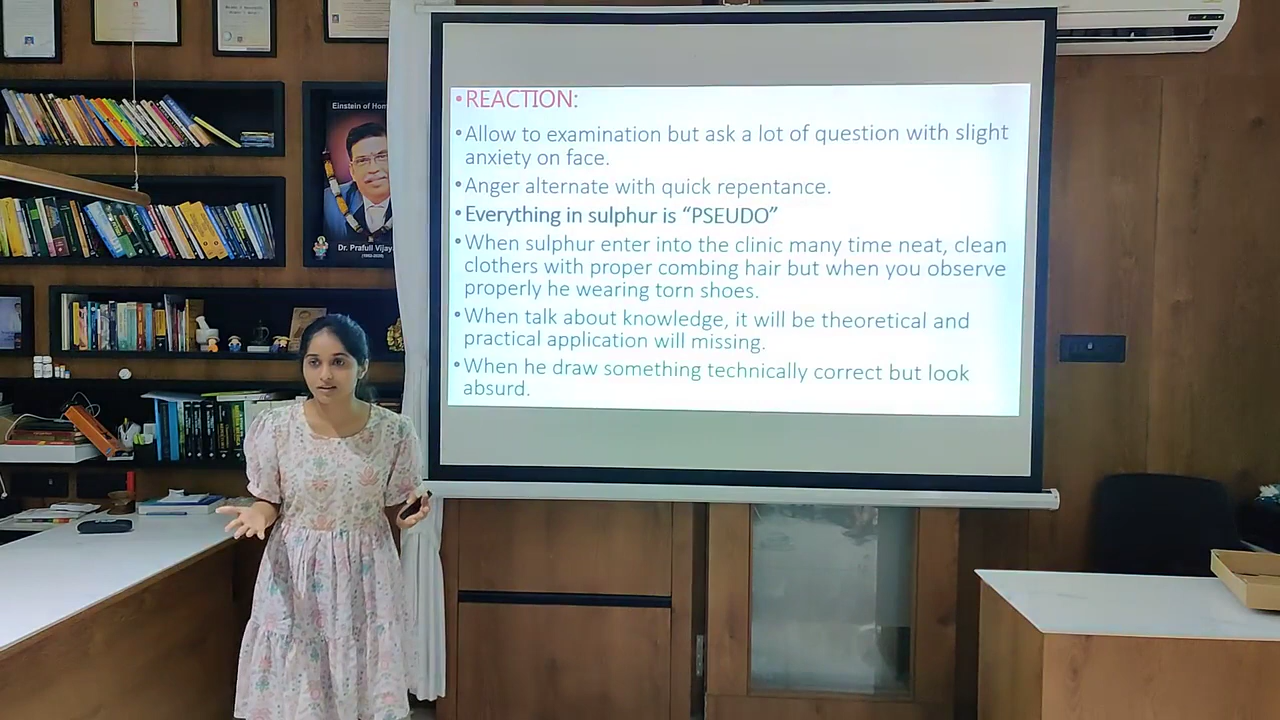 Einstein of Hom
Dr. Prafull Vijay
•REACTION:
•Allow to examination but ask a lot of question with slight
anxiety on face.
•Anger alternate with quick repentance.
•Everything in sulphur is “PSEUDO”
•When sulphur enter into the clinic many time neat, clean
clothers with proper combing hair but when you observe
properly he wearing torn shoes.
•When talk about knowledge, it will be theoretical and
practical application will missing.
•When he draw something technically correct but look
absurd.